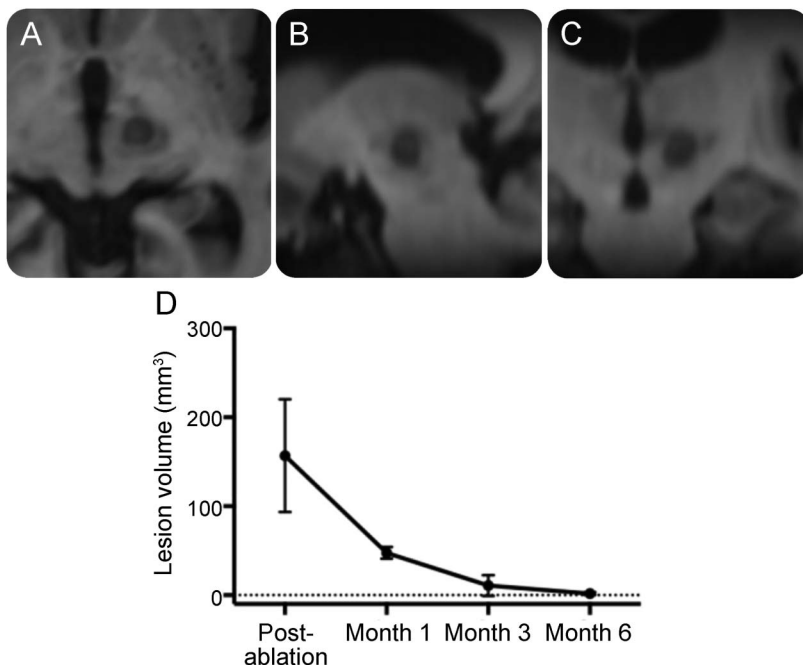 A
B
C
D
300
200
100
0
Lesion volume (mm³)
Post-
ablation
Month 1
Month 3
Month 6